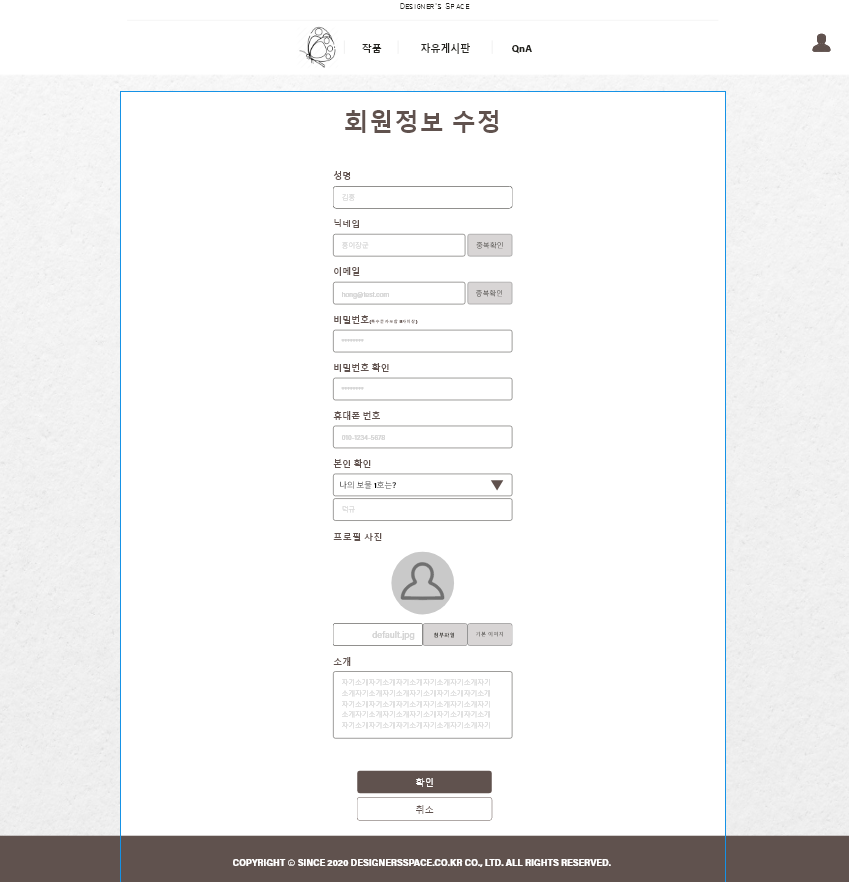 DESIGNER'S SPACE
작품
자유게시판
QnA
회원정보 수정
성명
닉네임
홍이장군
중복확인
이메일
hong@test.com
중복확인
비밀번호
********
비밀번호 확인
********
휴대폰 번호
010-1234-5678
본인 확인
나의 보물 1호는?
덕규
프로필 사진
default.jpg
첨부파일
기본 이미지
소개
자기소개자기소개자기소개자기소개자기소개자기
소개자기소개자기소개자기소개자기소개자기소개
자기소개자기소개자기소개자기소개자기소개자기
소개자기소개자기소개자기소개자기소개자기소개
자기소개자기소개자기소개자기소개자기소개자기
확인
취소
COPYRIGHT © SINCE 2020 DESIGNERSSPACE.CO.KR CO., LTD. ALL RIGHTS RESERVED.